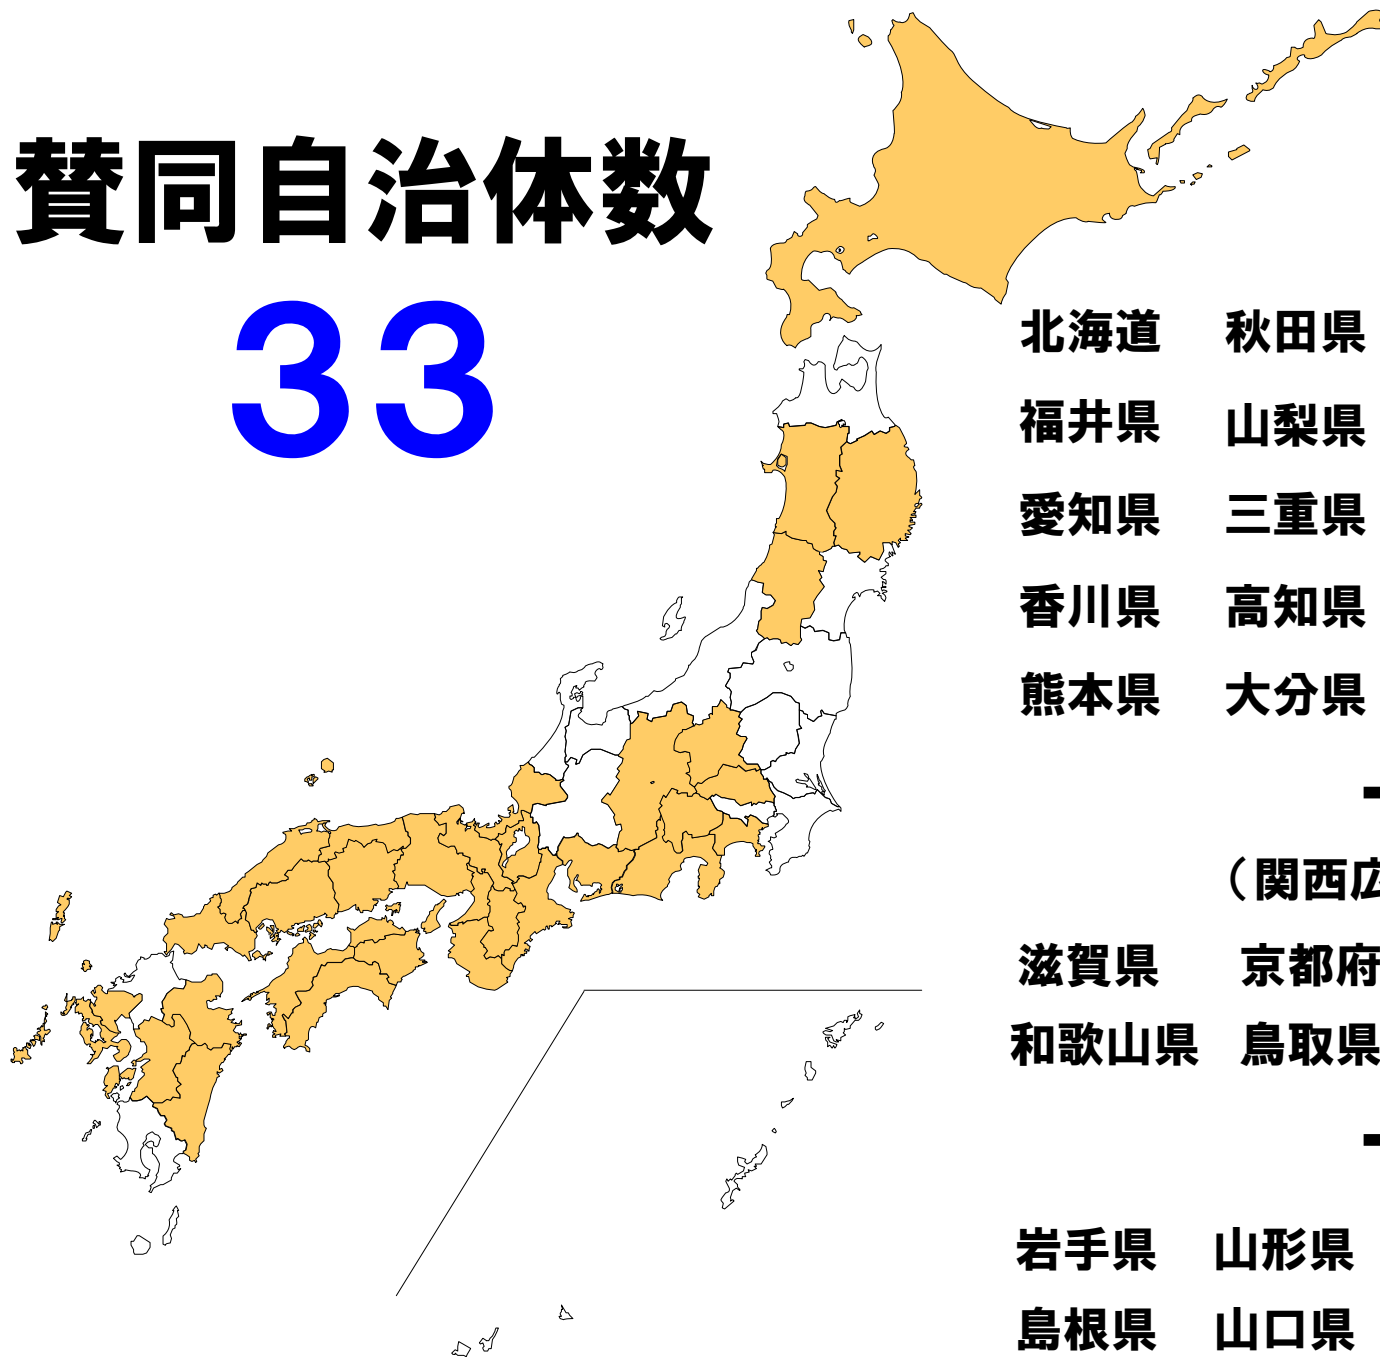 賛同自治体数
33
北海道 秋田県
福井県 山梨県
愛知県 三重県
香川県 高知県
熊本県 大分県
（関西広
滋賀県 京都府
和歌山県 鳥取県
岩手県 山形県
島根県 山口県